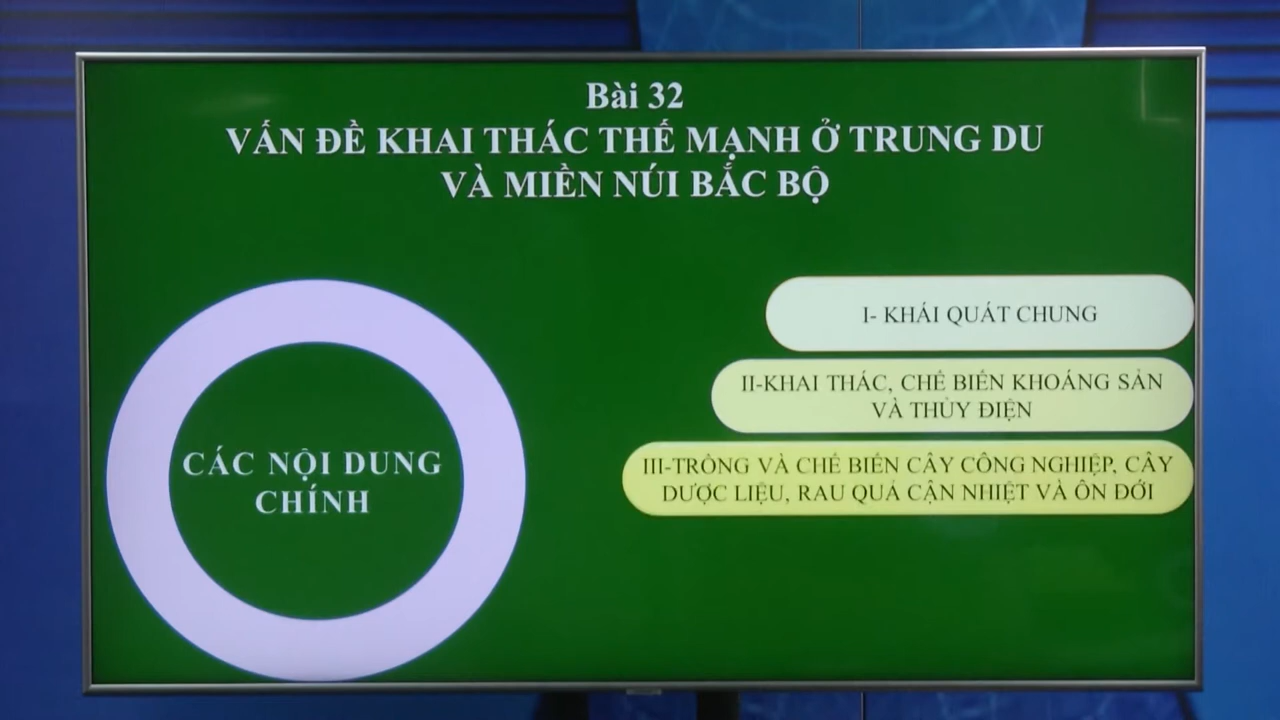 Bài 32
VẤN ĐỀ KHAI THÁC THẾ MẠNH Ở TRUNG DU
VÀ MIỀN NÚI BẮC BỘ
CÁC NỘI DUNG
CHÍNH
I- KHÁI QUÁT CHUNG
II-KHAI THÁC, CHẾ BIẾN KHOÁNG SẢN
VÀ THỦY ĐIỆN
III-TRỒNG VÀ CHẾ BIẾN CÂY CÔNG NGHIỆP, CÂY
DƯỢC LIỆU, RAU QUẢ CẬN NHIỆT VÀ ÔN ĐỚI